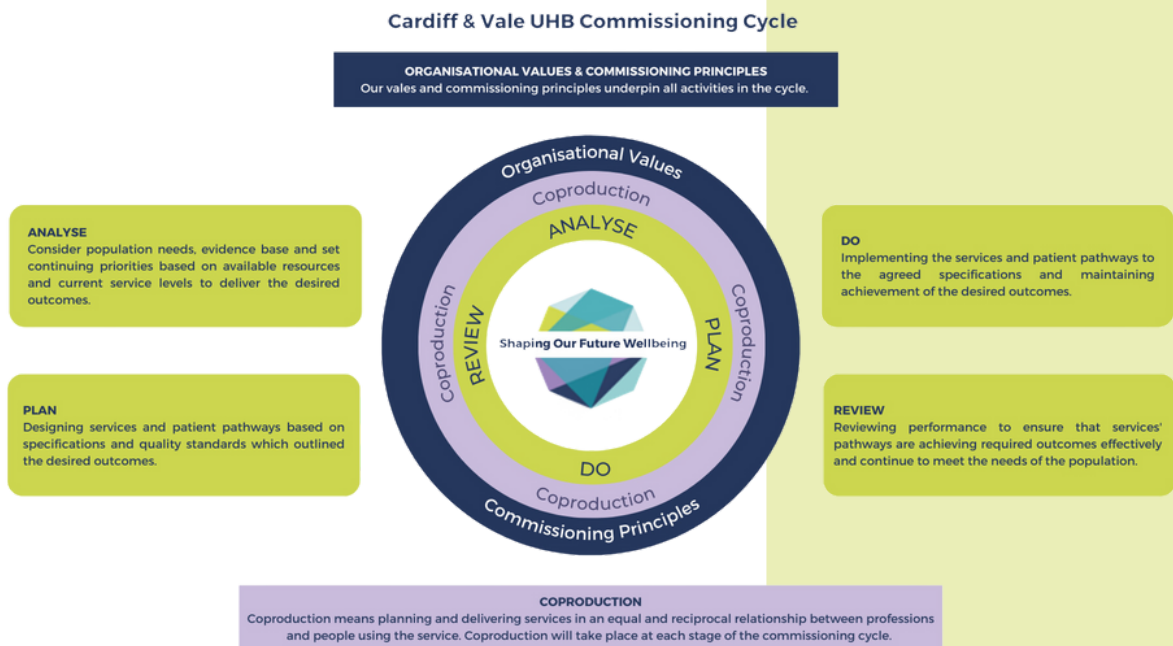 Cardiff & Vale UHB Commissioning Cycle
ORGANISATIONAL VALUES & COMMISSIONING PRINCIPLES
Our vales and commissioning principles underpin all activities in the cycle.
ANALYSE
Consider population needs, evidence base and set
continuing priorities based on available resources
and current service levels to deliver the desired
outcomes.
PLAN
Designing services and patient pathways based on
specifications and quality standards which outlined
the desired outcomes.
Organisational Values
Coproduction
ANALYSE
Coproduction
REVIEW
Shaping Our Future Wellbeing
PLAN
Coproduction
DO
Coproduction
Commissioning Principles
DO
Implementing the services and patient pathways to
the agreed specifications and maintaining
achievement of the desired outcomes.
REVIEW
Reviewing performance to ensure that services'
pathways are achieving required outcomes effectively
and continue to meet the needs of the population.
COPRODUCTION
Coproduction means planning and delivering services in an equal and reciprocal relationship between professions
and people using the service. Coproduction will take place at each stage of the commissioning cycle.